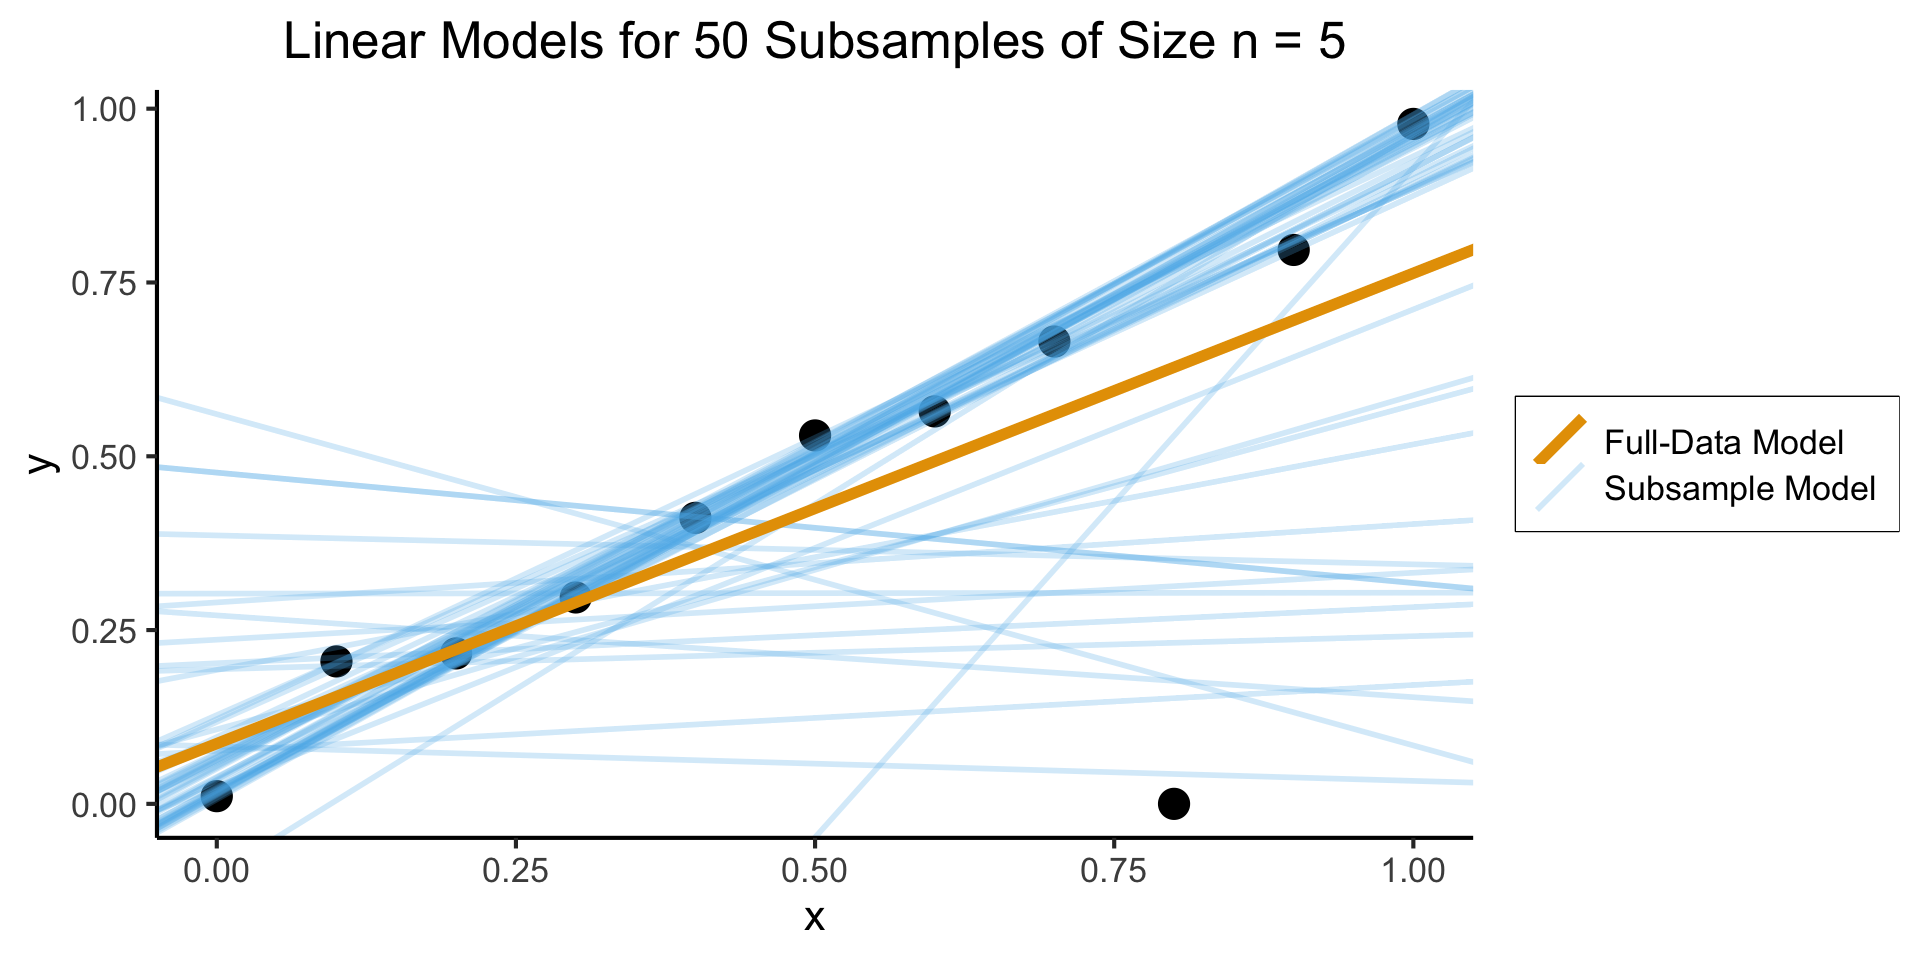 Linear Models for 50 Subsamples of Size n = 5
1.00
0.75
0.50
0.25
0.00
y
0.00 0.25 0.50 0.75 1.00
x
Full-Data Model
Subsample Model